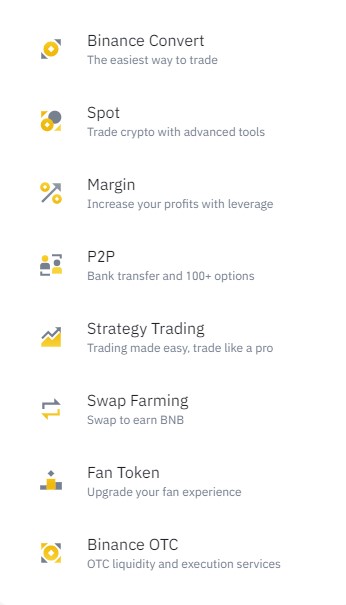 Binance Convert
The easiest way to trade
Spot
Trade crypto with advanced tools
Margin
Increase your profits with leverage
P2P
Bank transfer and 100+ options
Strategy Trading
Trading made easy, trade like a pro
Swap Farming
Swap to earn BNB
Fan Token
Upgrade your fan experience
Binance OTC
OTC liquidity and execution services